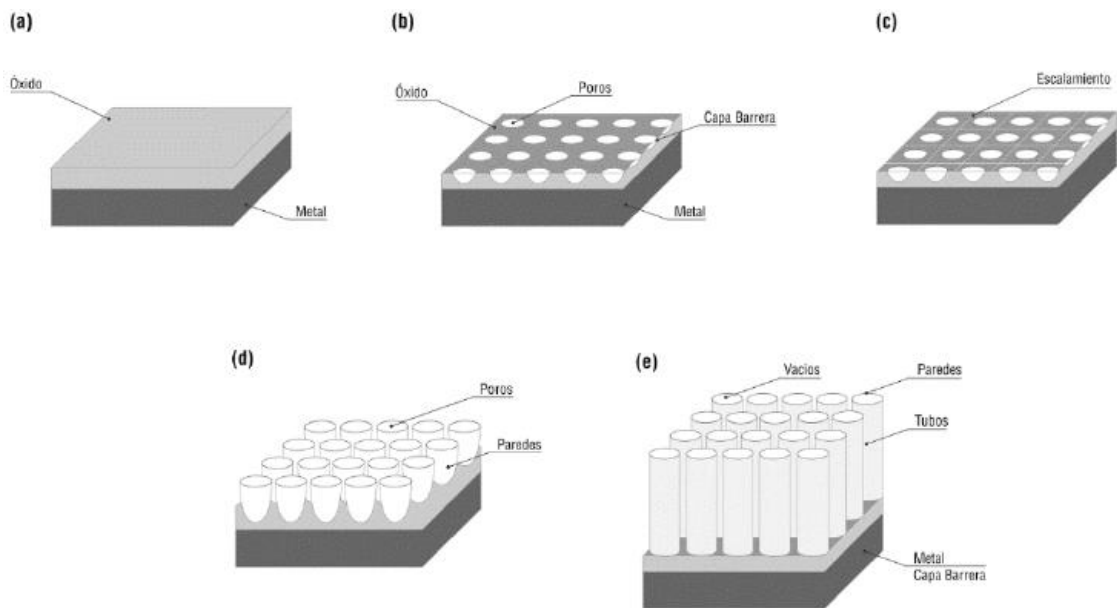 (a)
Óxido
Metal
(b)
Óxido
Poros
Capa Barrera
Metal
(c)
Escalamiento
(d)
Poros
Paredes
(e)
Vacios
Paredes
Tubos
Metal
Capa Barrera